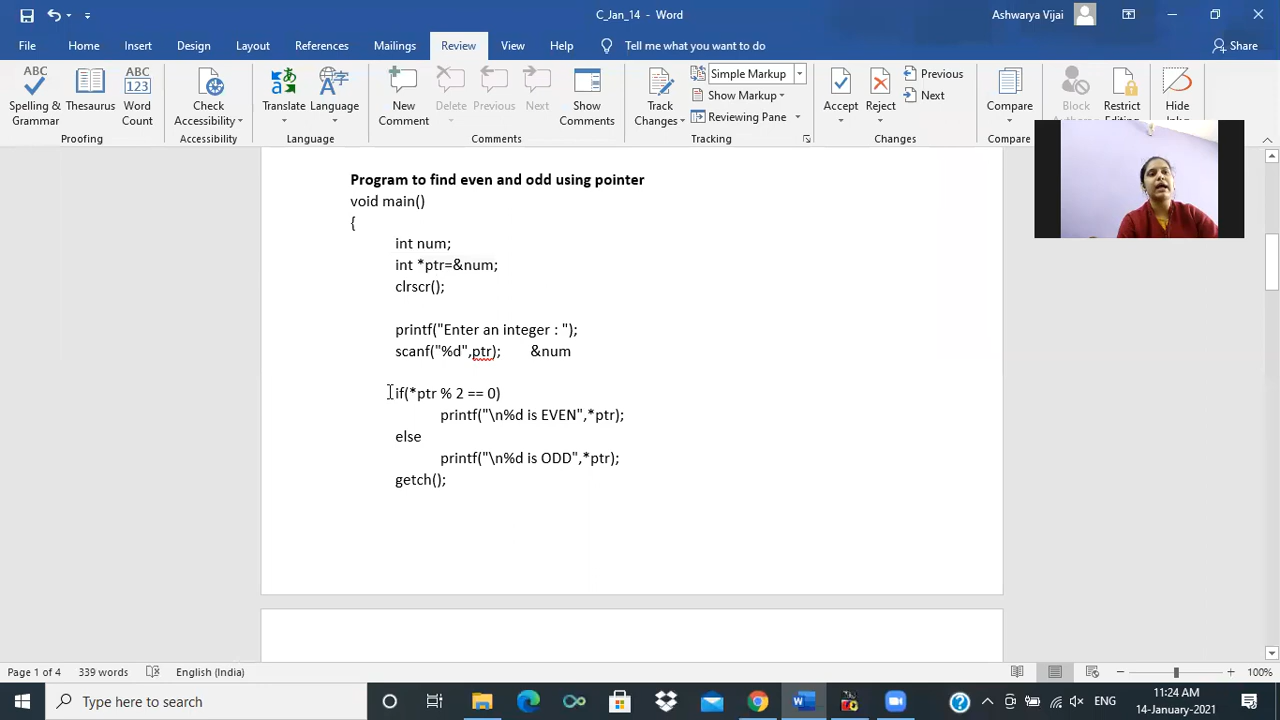 C_Jan_14 - Word
Ashwarya Vijai
File Home Insert Design Layout References Mailings Review View Help Tell me what you want to do Share
ABC ABC 123
Spelling & Grammar Thesaurus Word Count
Check Accessibility
Translate Language
New Comment Delete Previous Next Show Comments
Track Changes Simple Markup
Show Markup
Reviewing Pane
Accept Reject Previous
Next
Compare
Block Restrict Editing
Hide
Proofing Accessibility Language Comments Tracking Changes Compare
Program to find even and odd using pointer
void main()
{
int num;
int *ptr=&num;
clrscr();
printf("Enter an integer : ");
scanf("%d",ptr); &num
if(*ptr % 2 == 0)
printf("\n%d is EVEN",*ptr);
else
printf("\n%d is ODD",*ptr);
getch();
Page 1 of 4 339 words English (India) 100%
Type here to search
ENG
11:24 AM
14-January-2021